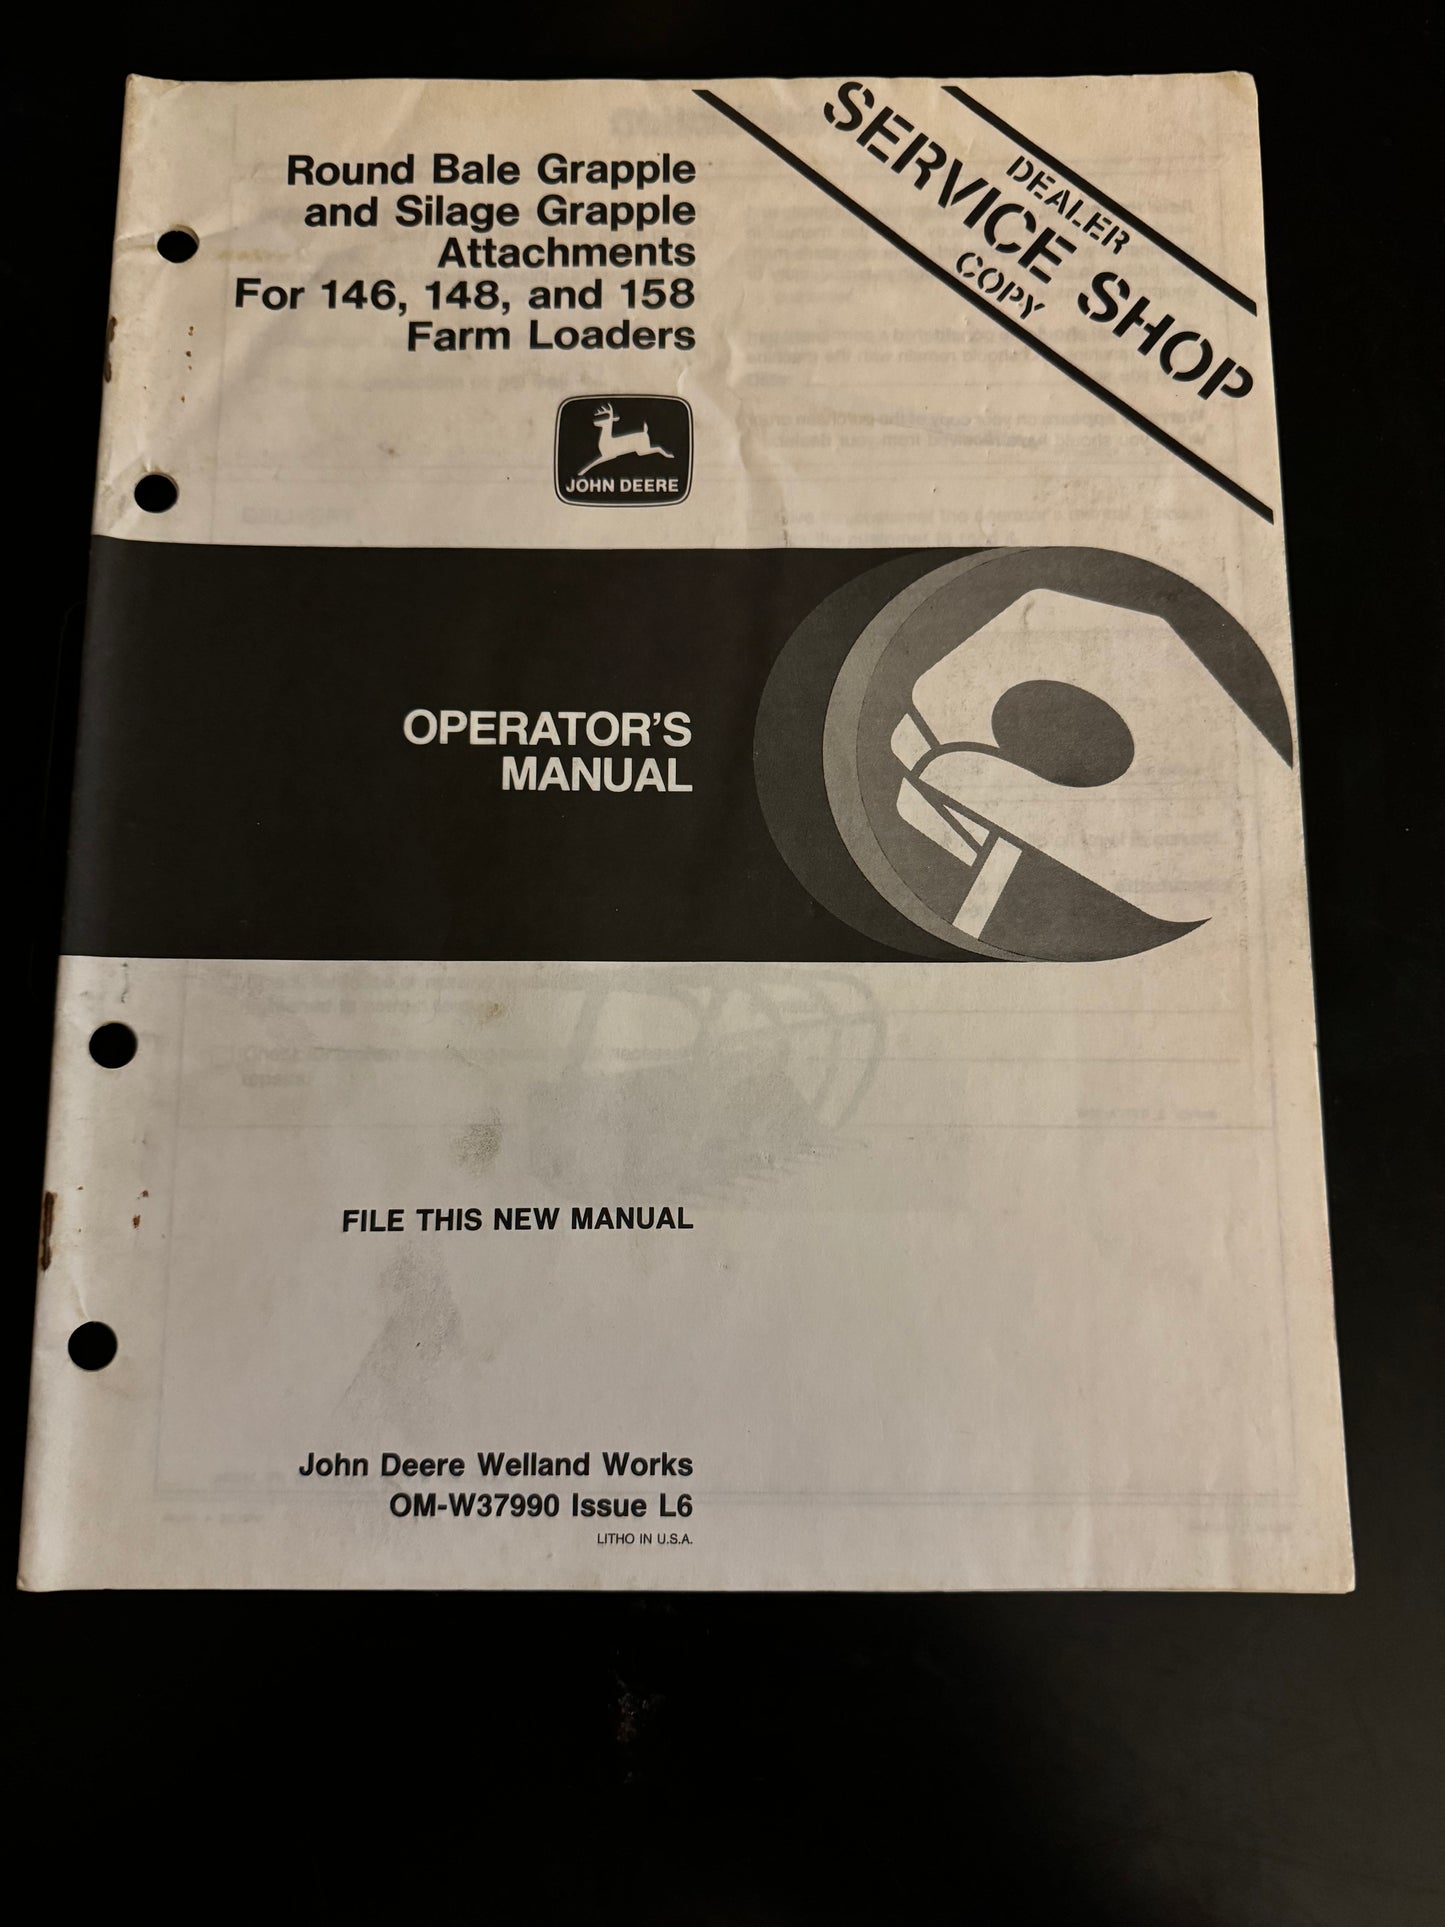 Round Bale Grapple
and Silage Grapple
Attachments
For 146, 148, and 158
Farm Loaders
DEALER
SERVICE SHOP
COPY
JOHN DEERE
OPERATOR'S
MANUAL
FILE THIS NEW MANUAL
John Deere Welland Works
OM-W37990 Issue L6
LITHO IN U.S.A.